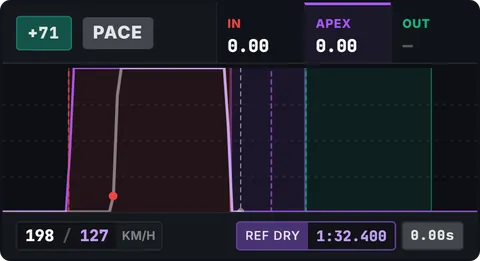 +71 PACE IN APEX OUT
0.00 0.00 –
198 / 127 KM/H REF DRY 1:32.400 0.00s